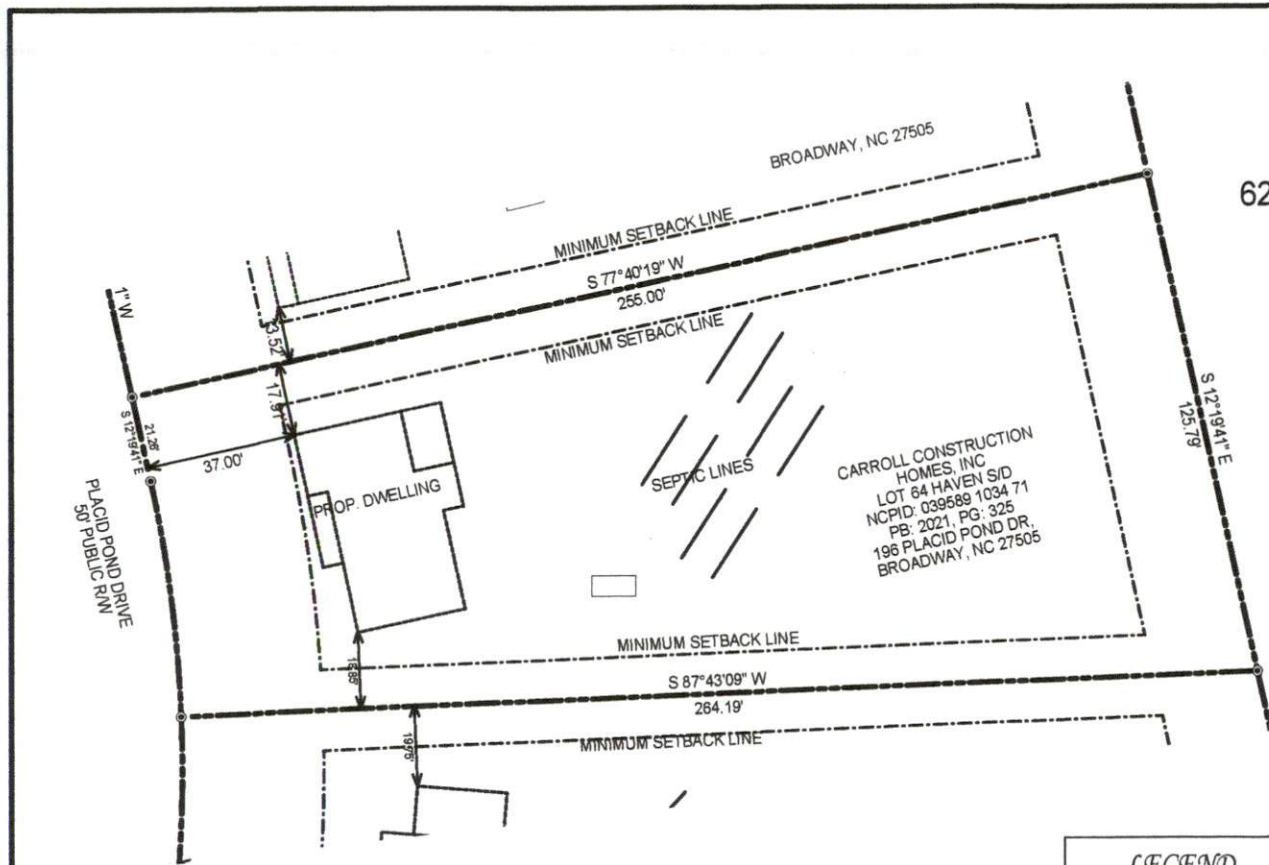 BROADWAY, NC 27505
62
MINIMUM SETBACK LINE
S 77°40'19" W
255.00'
MINIMUM SETBACK LINE
1" W
17.91'
S 12°19'41" E
21.26'
37.00'
PROP. DWELLING
SEPTIC LINES
CARROLL CONSTRUCTION
HOMES, INC
LOT 64 HAVEN S/D
NCPID: 039589 1034 71
PB: 2021, PG: 325
196 PLACID POND DR,
BROADWAY, NC 27505
S 12°19'41" E
125.79'
PLACID POND DRIVE
50' PUBLIC R/W
MINIMUM SETBACK LINE
S 87°43'09" W
264.19'
MINIMUM SETBACK LINE
LEGEND